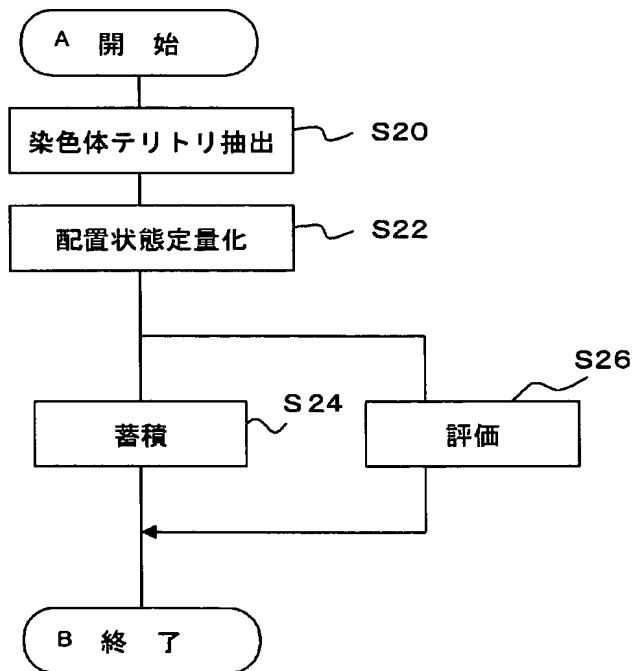 A 開 始
染色体テリトリ抽出
S20
配置状態定量化
S22
S26
S24
蓄積
評価
B 終 了